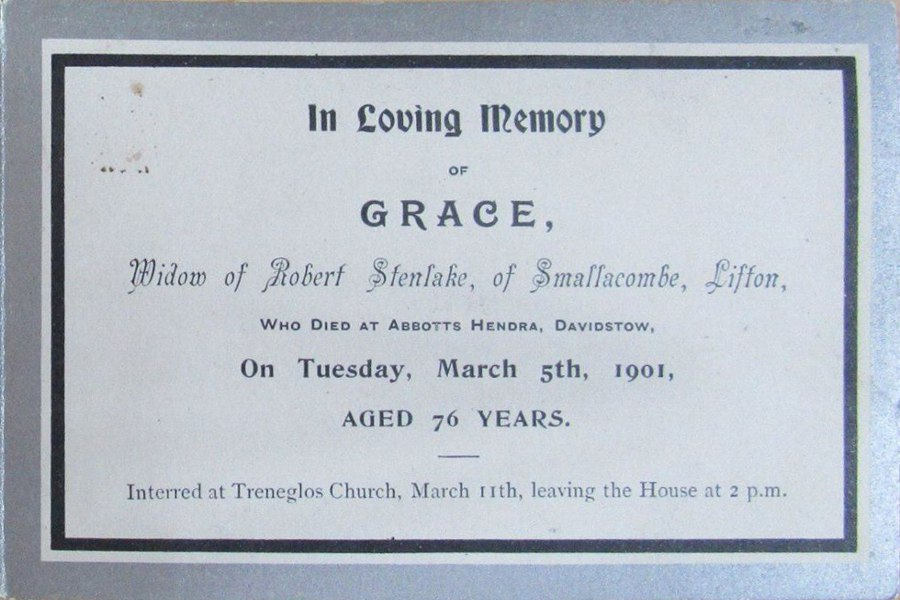 In Loving Memory
OF
GRACE,
Widow of Robert Stenlake, of Smallacombe, Lifton,
WHO DIED AT ABBOTTS HENDRA, DAVIDSTOW,
On Tuesday, March 5th, 1901,
AGED 76 YEARS.
Interred at Treneglos Church, March 11th, leaving the House at 2 p.m.